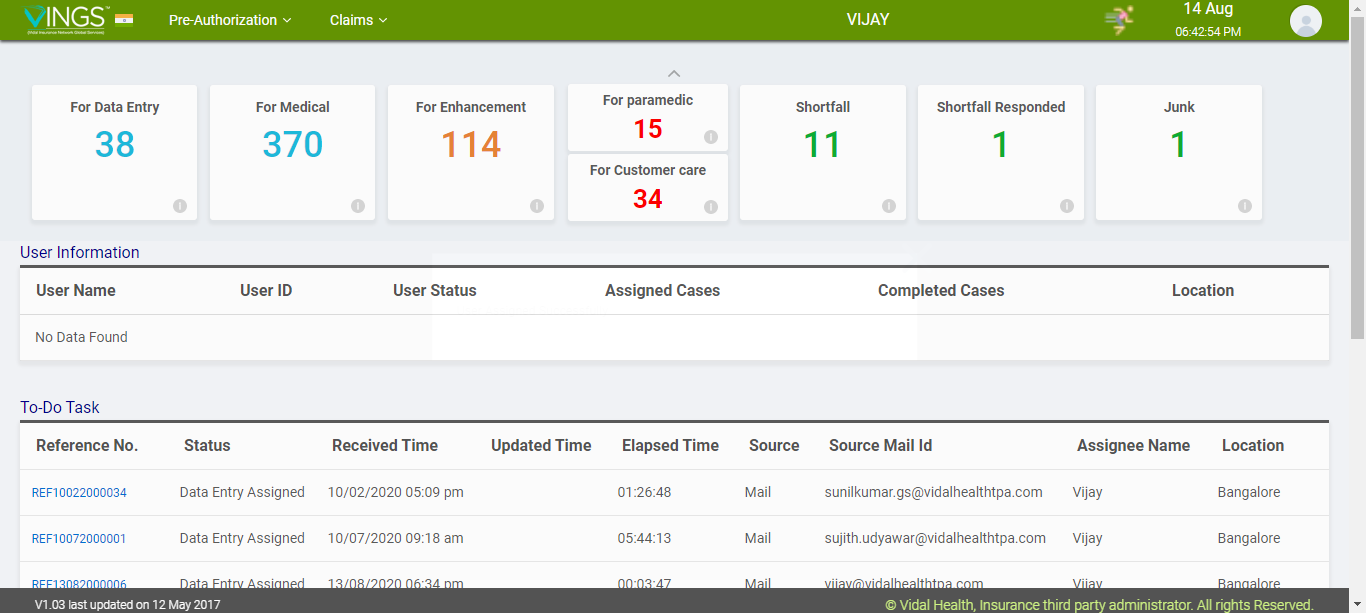 VINGS™
(Vidal Insurance Network Global Services)
Pre-Authorization Claims VIJAY 14 Aug
06:42:54 PM
For Data Entry For Medical For Enhancement For paramedic Shortfall Shortfall Responded Junk
38 370 114 15 11 1 1
For Customer care
34
User Information
User Name User ID User Status Assigned Cases Completed Cases Location
No Data Found
To-Do Task
Reference No. Status Received Time Updated Time Elapsed Time Source Source Mail Id Assignee Name Location
REF10022000034 Data Entry Assigned 10/02/2020 05:09 pm 01:26:48 Mail sunilkumar.gs@vidalhealthtpa.com Vijay Bangalore
REF10072000001 Data Entry Assigned 10/07/2020 09:18 am 05:44:13 Mail sujith.udyawar@vidalhealthtpa.com Vijay Bangalore
REF13082000006 Data Entry Assigned 13/08/2020 06:34 pm 00:03:47 Mail vijay@vidalhealthtpa.com Vijay Bangalore
V1.03 last updated on 12 May 2017 © Vidal Health, Insurance third party administrator. All rights Reserved.